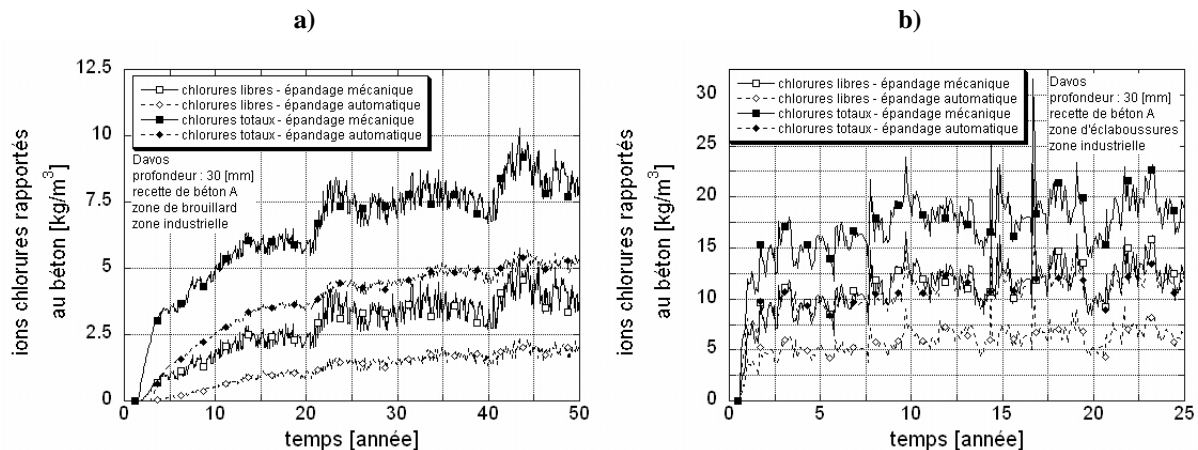 a)
12.5
10
7.5
5
2.5
0
ions chlorures rapportés
au béton [kg/m³]
chlorures libres - épandage mécanique
chlorures libres - épandage automatique
chlorures totaux - épandage mécanique
chlorures totaux - épandage automatique
Davos
profondeur : 30 [mm]
recette de béton A
zone de brouillard
zone industrielle
0 10 20 30 40 50
temps [année]
b)
30
25
20
15
10
5
0
ions chlorures rapportés
au béton [kg/m³]
chlorures libres - épandage mécanique
chlorures libres - épandage automatique
chlorures totaux - épandage mécanique
chlorures totaux - épandage automatique
Davos
profondeur : 30 [mm]
recette de béton A
zone d'éclaboussures
zone industrielle
0 5 10 15 20 25
temps [année]